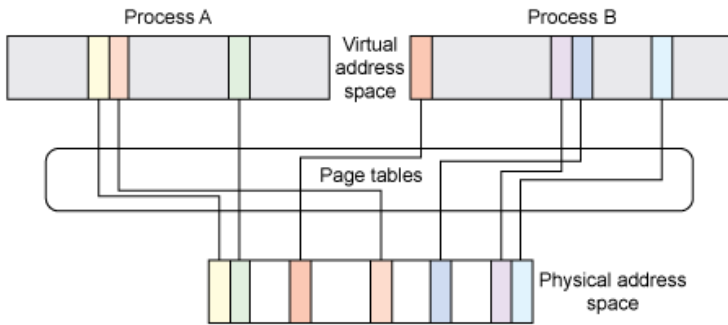 Process A
Process B
Virtual
address
space
Page tables
Physical address
space